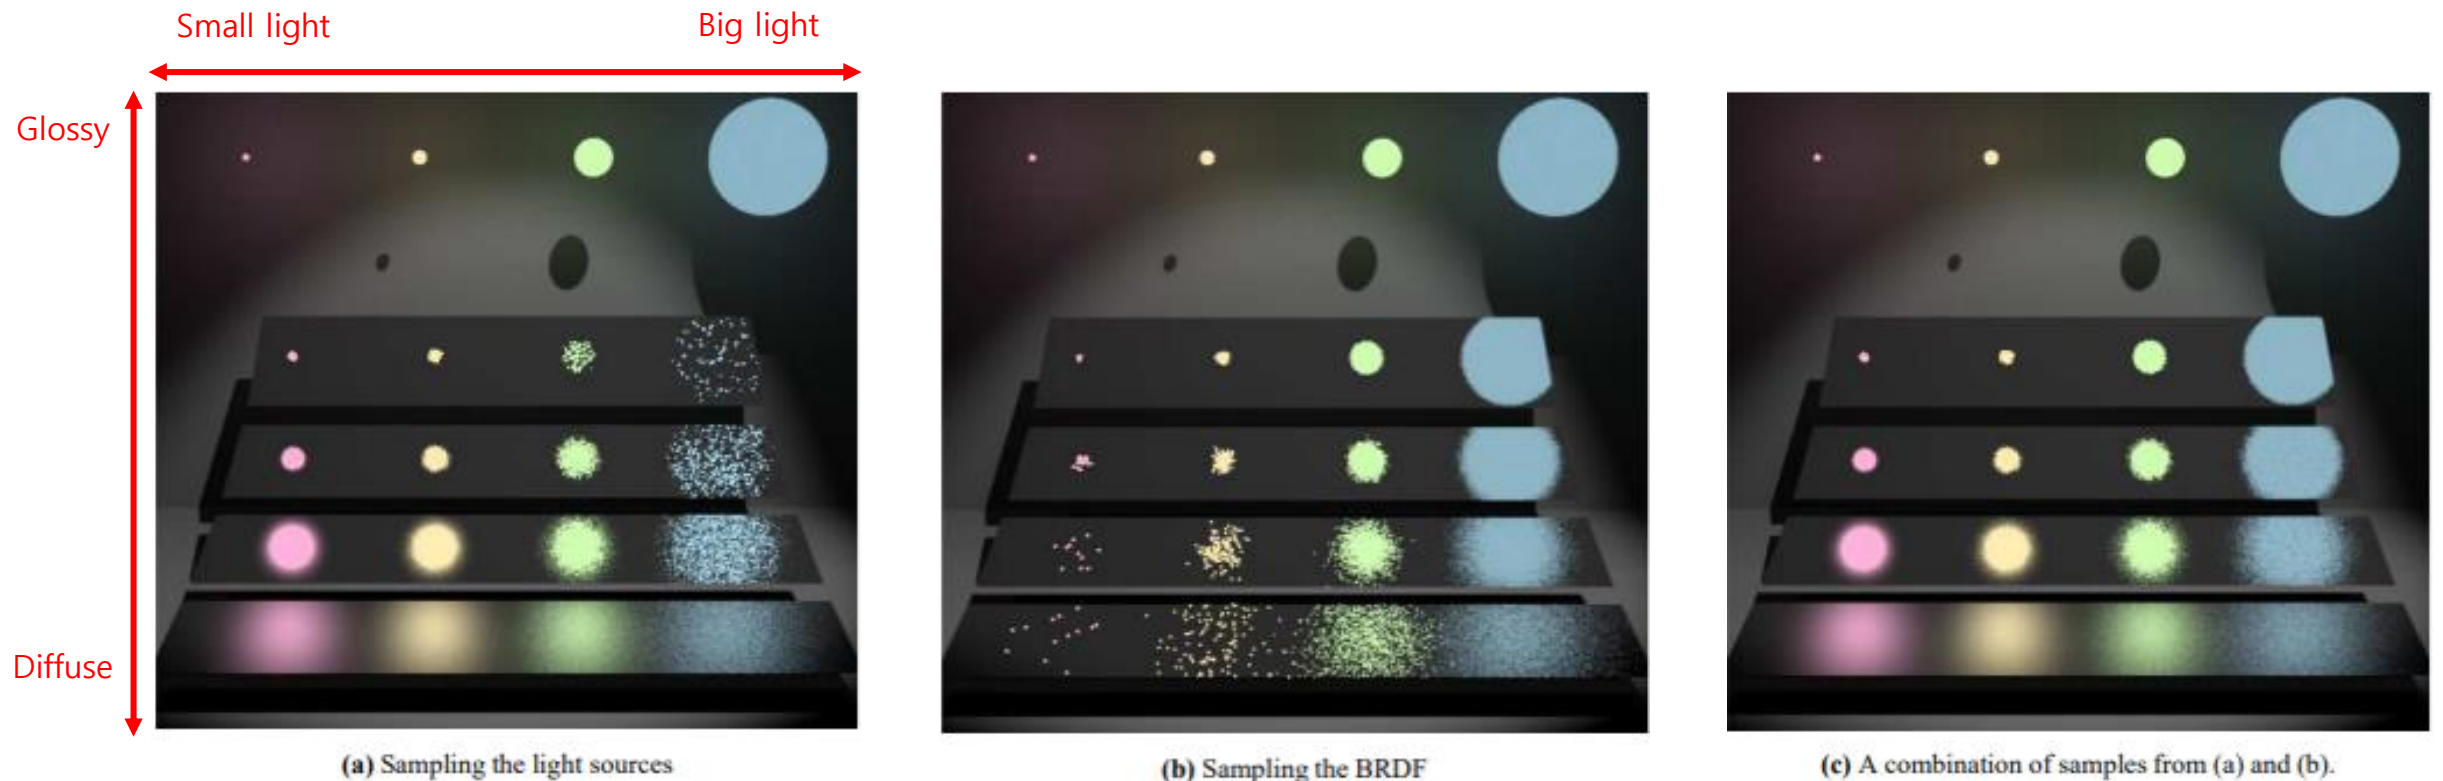 Small light
Big light
Glossy
Diffuse
(a) Sampling the light sources
(b) Sampling the BRDF
(c) A combination of samples from (a) and (b).